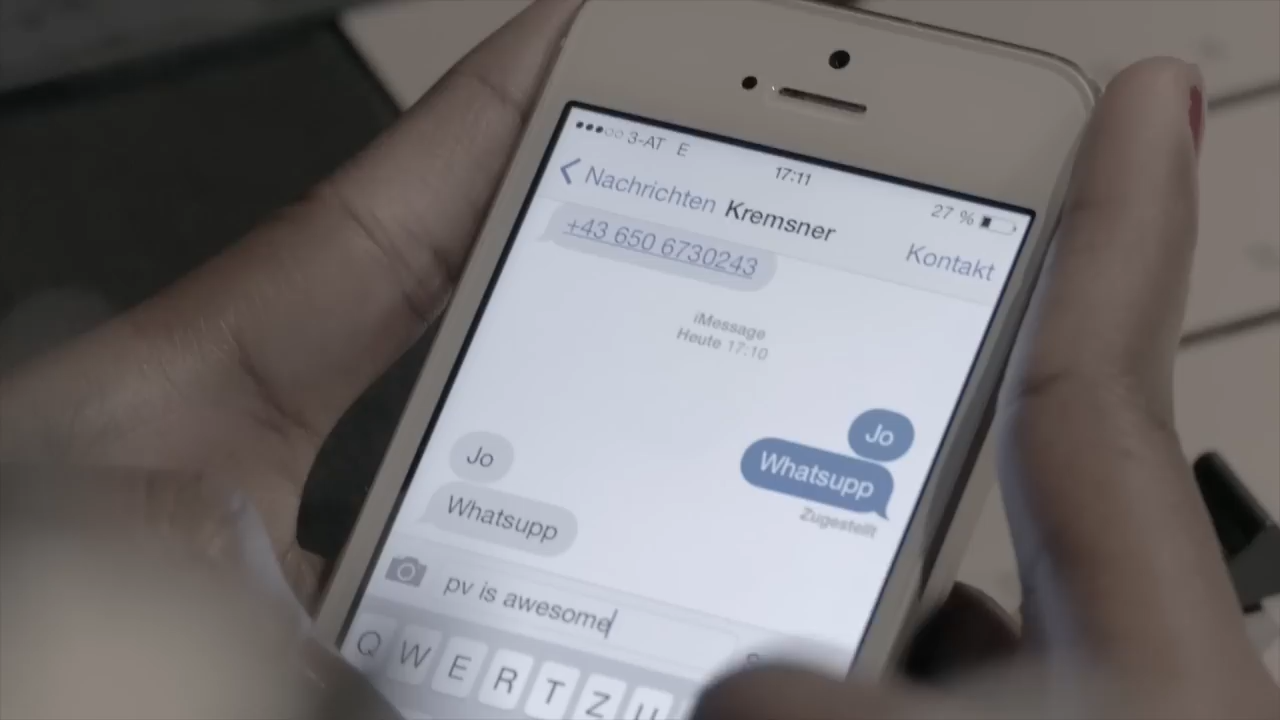 3-AT E 17:11 27 %
Nachrichten Kremsner Kontakt
+43 650 6730243
iMessage
Heute 17:10
Jo
Whatsupp
Zugestellt
Jo
Whatsupp
pv is awesome
Q W E R T Z U